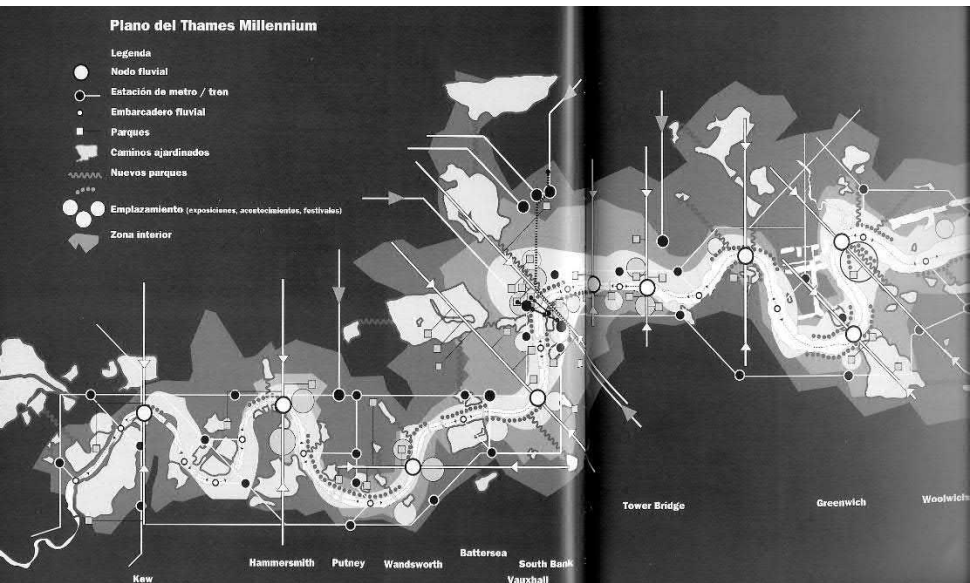 Plano del Thames Millennium
Legenda
Nodo fluvial
Estación de metro / tren
Embarcadero fluvial
Parques
Caminos ajardinados
Nuevos parques
Emplazamiento (exposiciones, acontecimientos, festivales)
Zona interior
Tower Bridge
Greenwich
Woolwich
Battersea
Hammersmith
Putney
Wandsworth
South Bank
Kew
Vauxhall